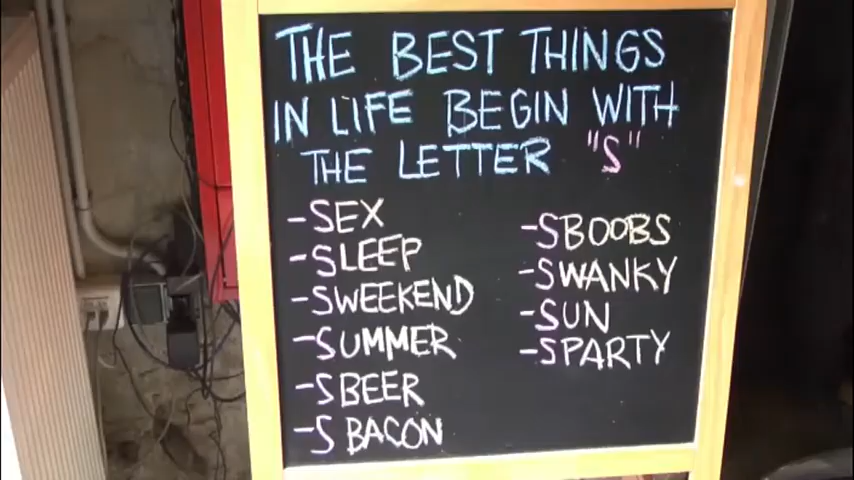 THE BEST THINGS
IN LIFE BEGIN WITH
THE LETTER "S"
-SEX
-SLEEP
-SWEEKEND
-SUMMER
-SBEER
-S BACON
-SBOOBS
-SWANKY
-SUN
-SPARTY